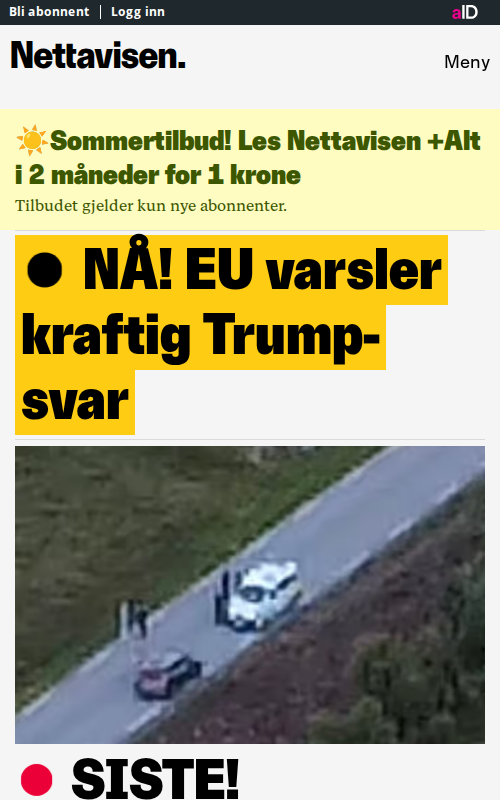 Bli abonnent | Logg inn
aID
Nettavisen.
Meny
☀️Sommertilbud! Les Nettavisen +Alt
i 2 måneder for 1 krone
Tilbudet gjelder kun nye abonnenter.
● NÅ! EU varsler
kraftig Trump-
svar
● SISTE!